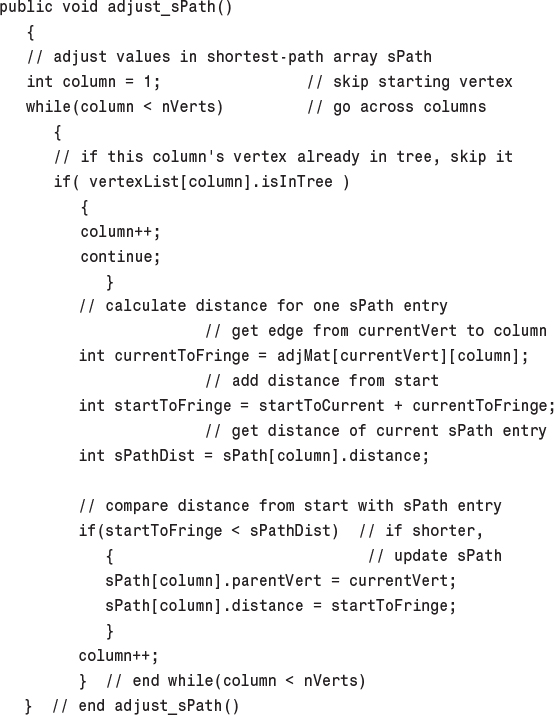 public void adjust_sPath()
{
// adjust values in shortest-path array sPath
int column = 1; // skip starting vertex
while(column < nVerts) // go across columns
{
// if this column's vertex already in tree, skip it
if( vertexList[column].isInTree )
{
column++;
continue;
}
// calculate distance for one sPath entry
// get edge from currentVert to column
int currentToFringe = adjMat[currentVert][column];
// add distance from start
int startToFringe = startToCurrent + currentToFringe;
// get distance of current sPath entry
int sPathDist = sPath[column].distance;
// compare distance from start with sPath entry
if(startToFringe < sPathDist) // if shorter,
{ // update sPath
sPath[column].parentVert = currentVert;
sPath[column].distance = startToFringe;
}
column++;
} // end while(column < nVerts)
} // end adjust_sPath()